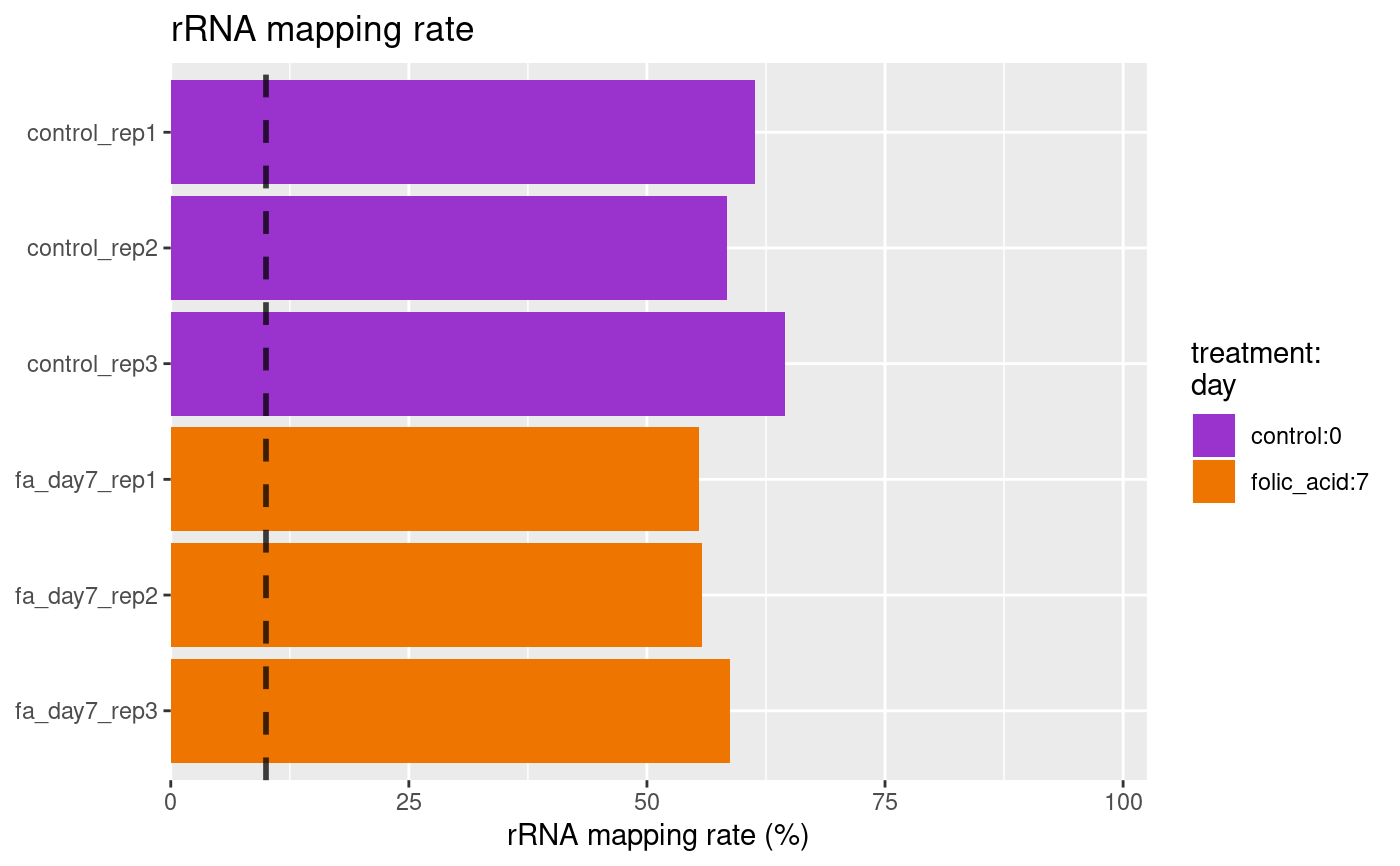 rRNA mapping rate
control_rep1
control_rep2
control_rep3
fa_day7_rep1
fa_day7_rep2
fa_day7_rep3
0 25 50 75 100
rRNA mapping rate (%)
treatment:
day
control:0
folic_acid:7